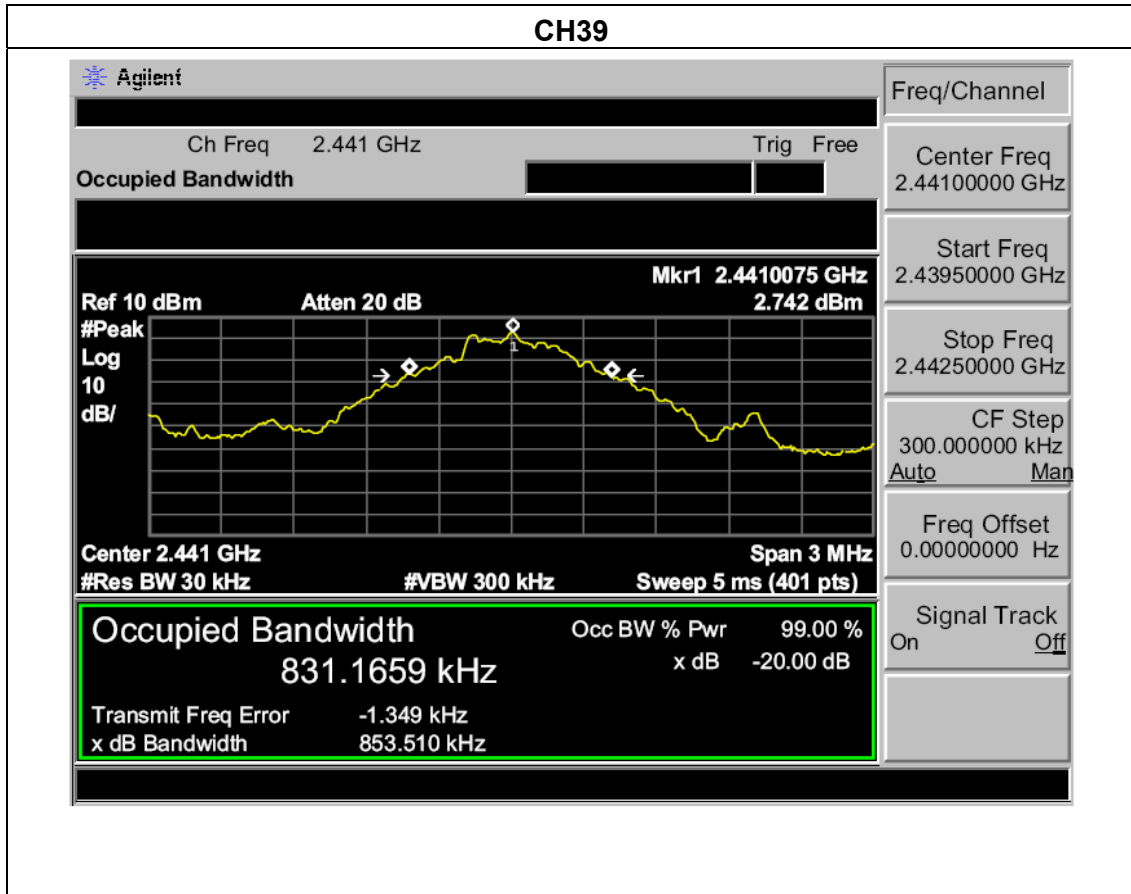 CH39
Agilent
Freq/Channel
Ch Freq 2.441 GHz Trig Free
Occupied Bandwidth
Center Freq
2.44100000 GHz
Start Freq
2.43950000 GHz
Mkr1 2.4410075 GHz
Ref 10 dBm Atten 20 dB 2.742 dBm
#Peak
Log
10
dB/
1
Stop Freq
2.44250000 GHz
CF Step
300.000000 kHz
Auto Man
Freq Offset
0.00000000 Hz
Center 2.441 GHz Span 3 MHz
#Res BW 30 kHz #VBW 300 kHz Sweep 5 ms (401 pts)
Signal Track
On Off
Occupied Bandwidth Occ BW % Pwr 99.00 %
831.1659 kHz x dB -20.00 dB
Transmit Freq Error -1.349 kHz
x dB Bandwidth 853.510 kHz